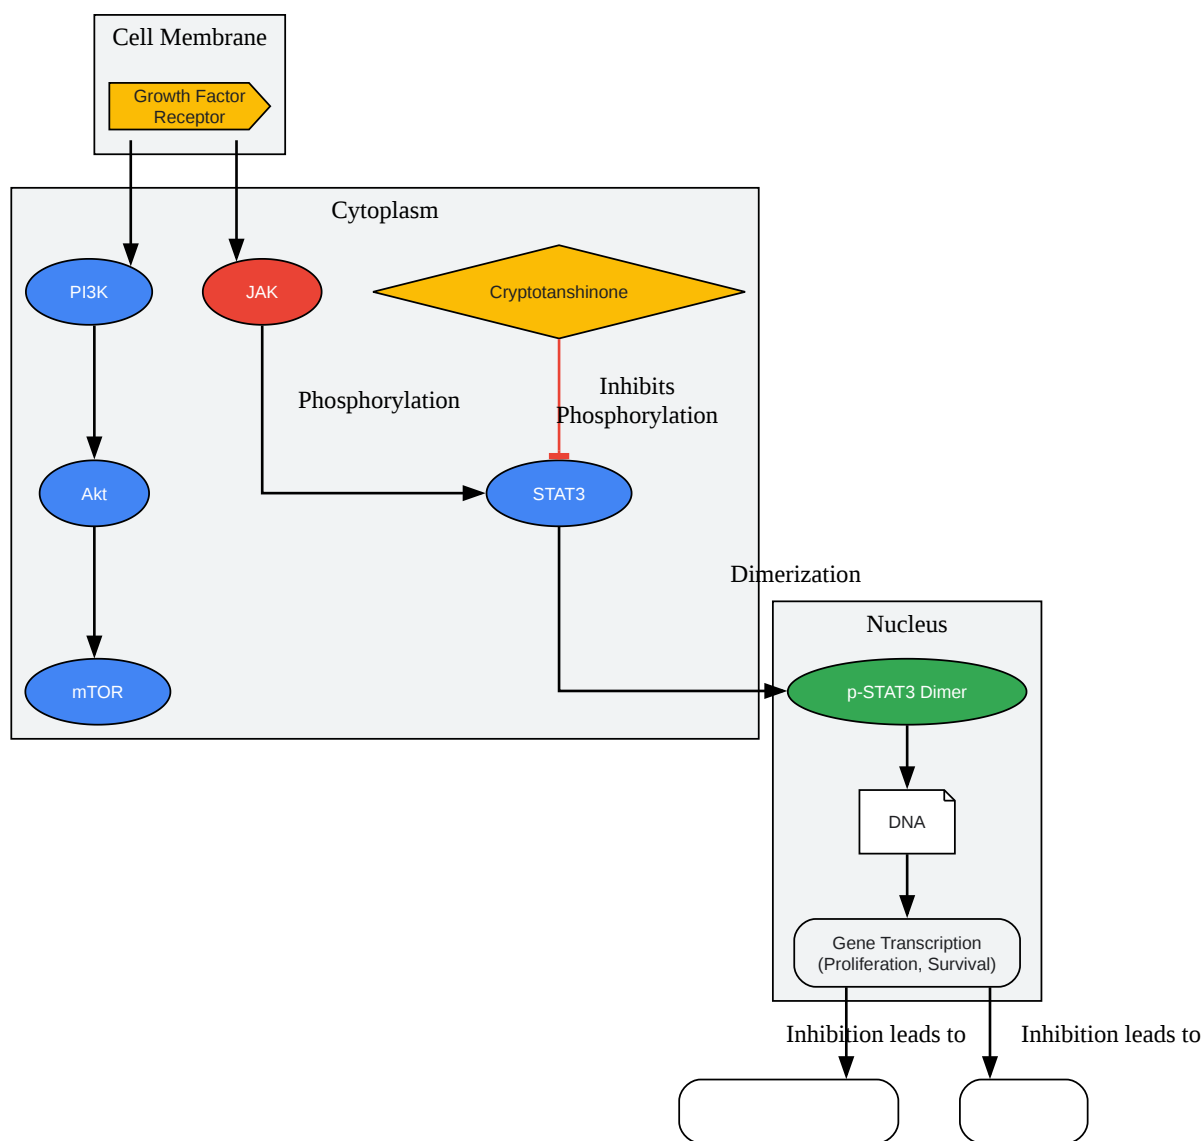 Cell Membrane
Growth Factor
Receptor
Cytoplasm
PI3K
JAK
Cryptotanshinone
Phosphorylation
Inhibits
Phosphorylation
Akt
STAT3
Dimerization
Nucleus
mTOR
p-STAT3 Dimer
DNA
Gene Transcription
(Proliferation, Survival)
Inhibition leads to
Inhibition leads to